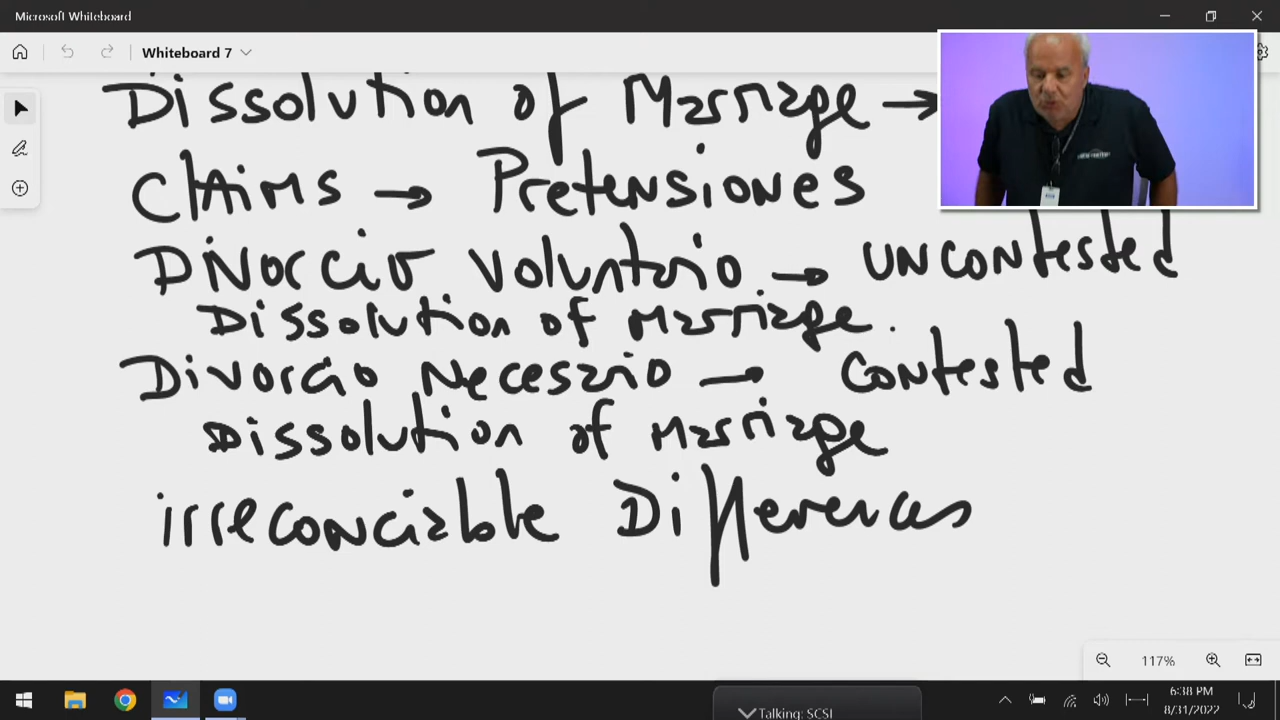 Microsoft Whiteboard
Whiteboard 7
Dissolution of Marriage →
Claims → Pretensiones
Divorcio Voluntario → uncontested
Dissolution of Marriage.
Divorcio Necesario → contested
Dissolution of Marriage
irreconciable Differences
117%
Talking: SCSI
6:38 PM
8/31/2022